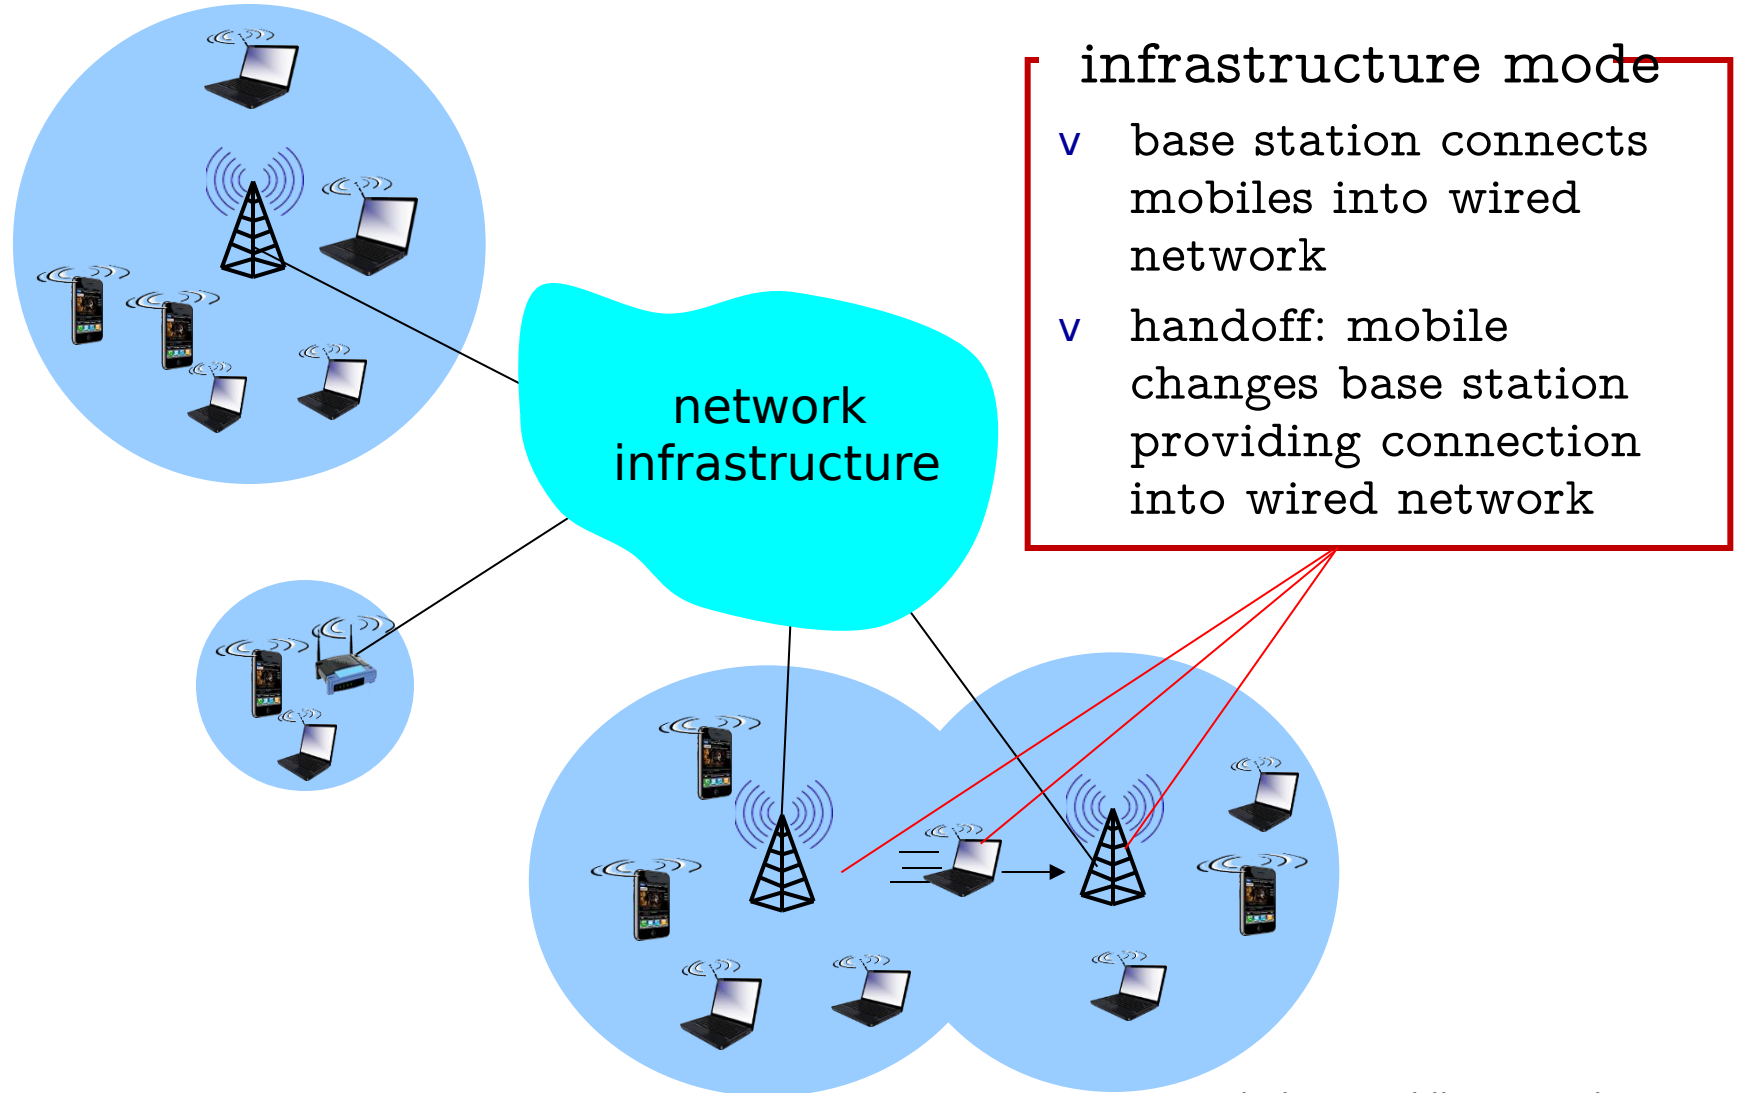 infrastructure mode
v base station connects
mobiles into wired
network
v handoff: mobile
changes base station
providing connection
into wired network
network
infrastructure